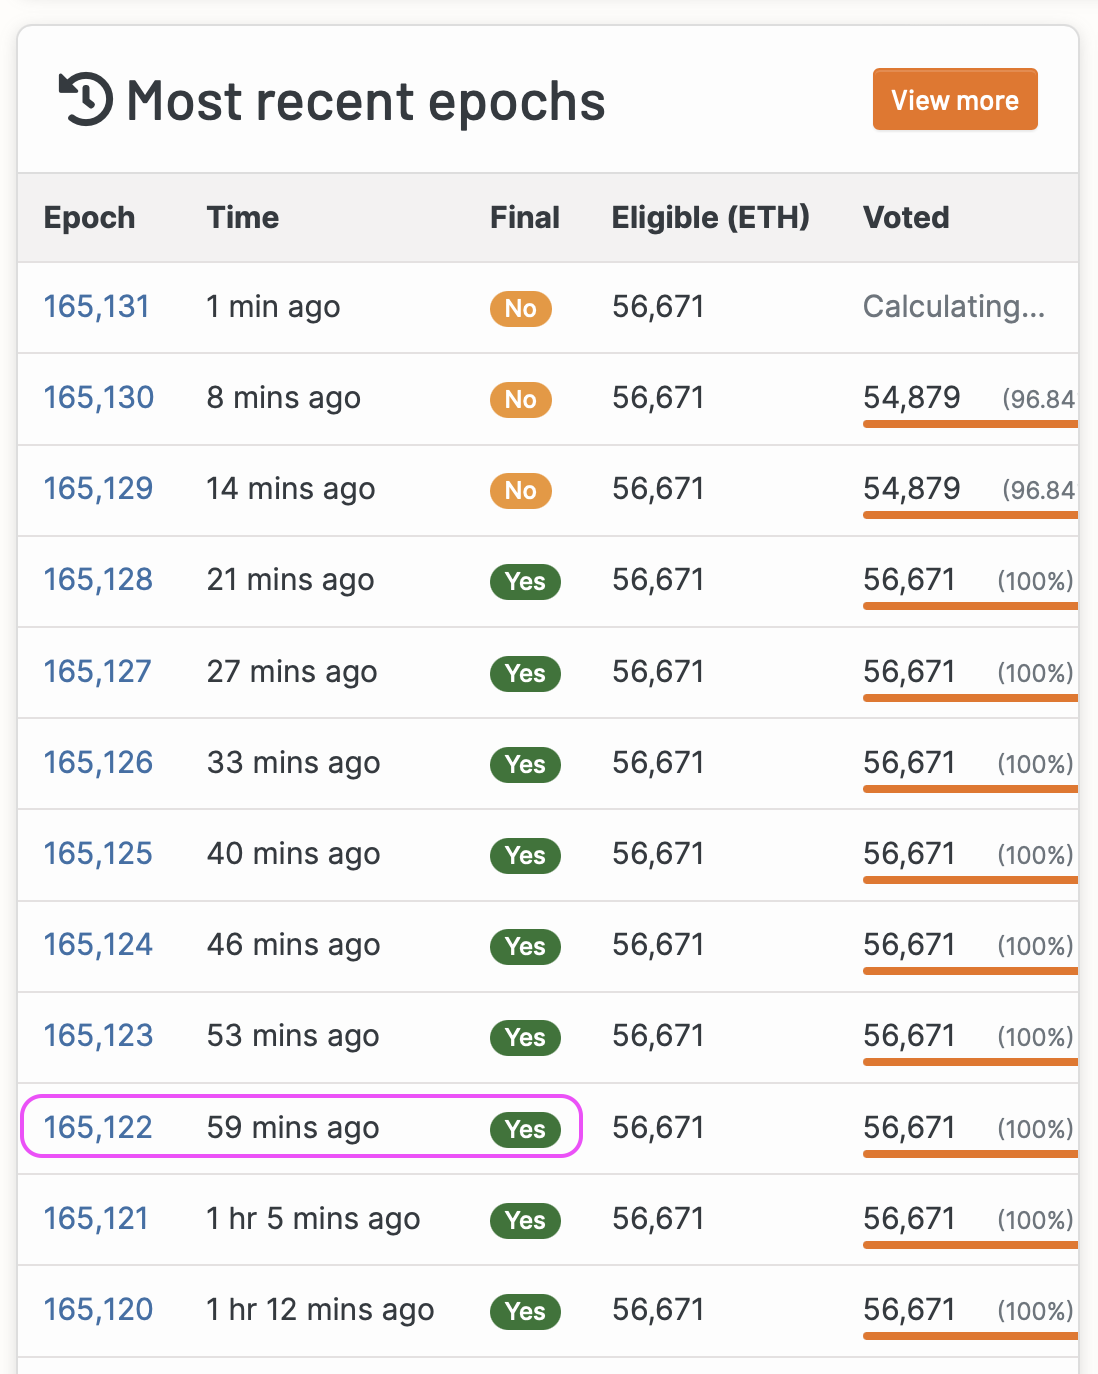 Most recent epochs View more
Epoch Time Final Eligible (ETH) Voted
165,131 1 min ago No 56,671 Calculating...
165,130 8 mins ago No 56,671 54,879 (96.84
165,129 14 mins ago No 56,671 54,879 (96.84
165,128 21 mins ago Yes 56,671 56,671 (100%)
165,127 27 mins ago Yes 56,671 56,671 (100%)
165,126 33 mins ago Yes 56,671 56,671 (100%)
165,125 40 mins ago Yes 56,671 56,671 (100%)
165,124 46 mins ago Yes 56,671 56,671 (100%)
165,123 53 mins ago Yes 56,671 56,671 (100%)
165,122 59 mins ago Yes 56,671 56,671 (100%)
165,121 1 hr 5 mins ago Yes 56,671 56,671 (100%)
165,120 1 hr 12 mins ago Yes 56,671 56,671 (100%)